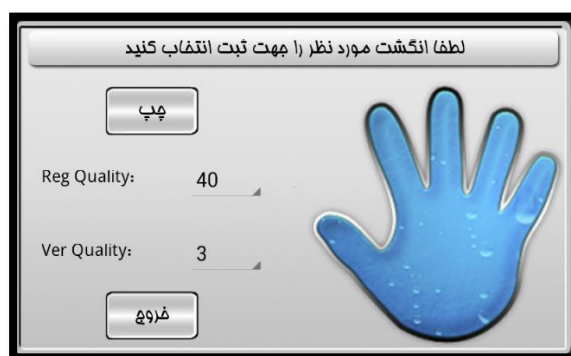 لطفا انگشت مورد نظر را جهت ثبت انتخاب کنید
چپ
Reg Quality: 40
Ver Quality: 3
خروج